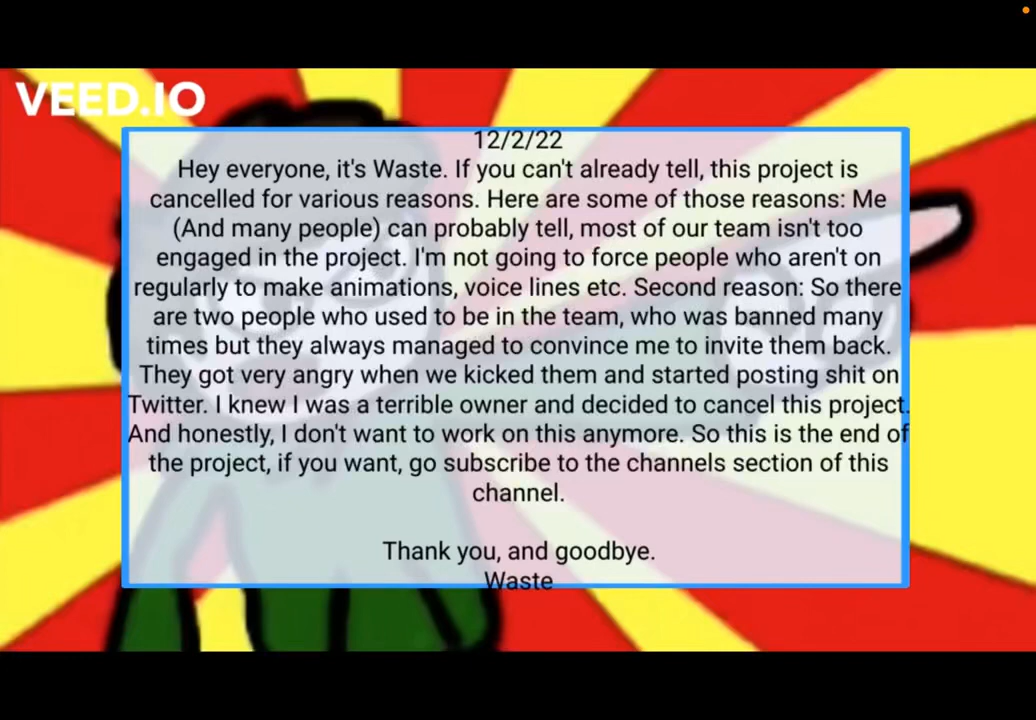 VEED.IO
12/2/22
Hey everyone, it's Waste. If you can't already tell, this project is
cancelled for various reasons. Here are some of those reasons: Me
(And many people) can probably tell, most of our team isn't too
engaged in the project. I'm not going to force people who aren't on
regularly to make animations, voice lines etc. Second reason: So there
are two people who used to be in the team, who was banned many
times but they always managed to convince me to invite them back.
They got very angry when we kicked them and started posting shit on
Twitter. I knew I was a terrible owner and decided to cancel this project.
And honestly, I don't want to work on this anymore. So this is the end of
the project, if you want, go subscribe to the channels section of this
channel.
Thank you, and goodbye.
Waste